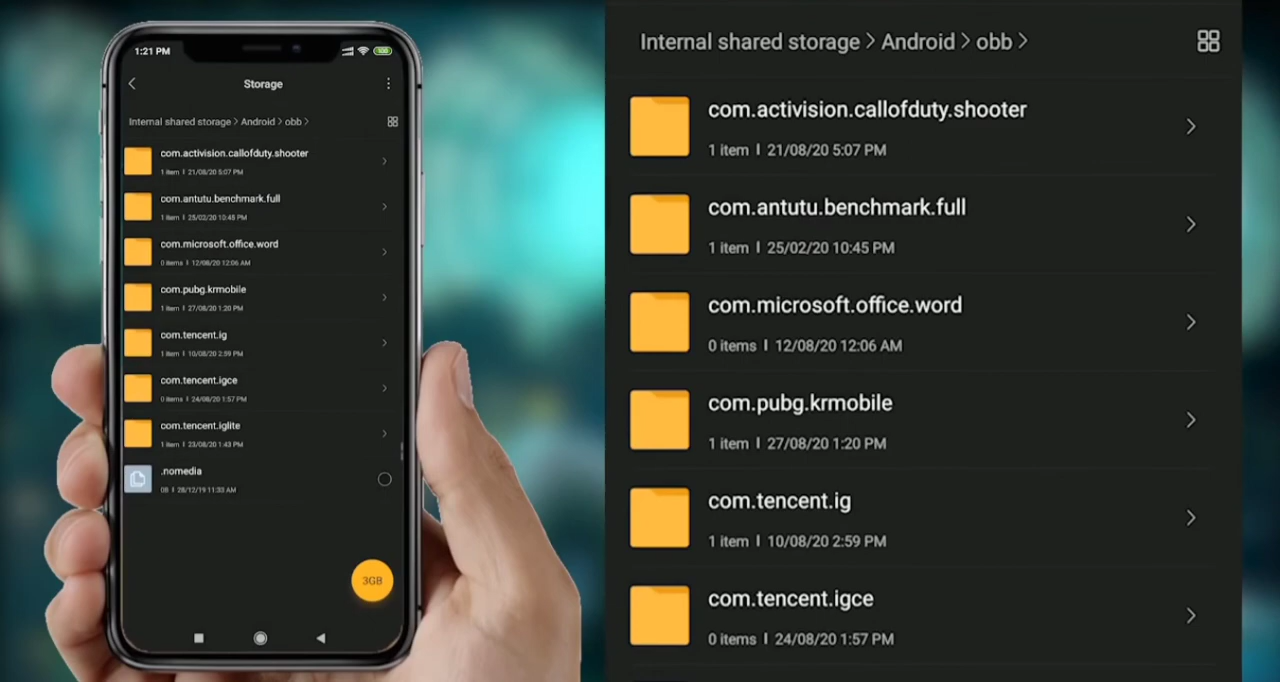 1:21 PM
Storage
Internal shared storage > Android > obb >
com.activision.callofduty.shooter
1 item | 21/08/20 5:07 PM
com.antutu.benchmark.full
1 item | 25/02/20 10:45 PM
com.microsoft.office.word
0 items | 12/08/20 12:06 AM
com.pubg.krmobile
1 item | 27/08/20 1:20 PM
com.tencent.ig
1 item | 10/08/20 2:59 PM
com.tencent.igce
0 items | 24/08/20 1:57 PM
com.tencent.iglite
1 item | 23/08/20 1:43 PM
.nomedia
0B | 28/12/19 11:33 AM
3GB
Internal shared storage > Android > obb >
com.activision.callofduty.shooter
1 item | 21/08/20 5:07 PM
com.antutu.benchmark.full
1 item | 25/02/20 10:45 PM
com.microsoft.office.word
0 items | 12/08/20 12:06 AM
com.pubg.krmobile
1 item | 27/08/20 1:20 PM
com.tencent.ig
1 item | 10/08/20 2:59 PM
com.tencent.igce
0 items | 24/08/20 1:57 PM